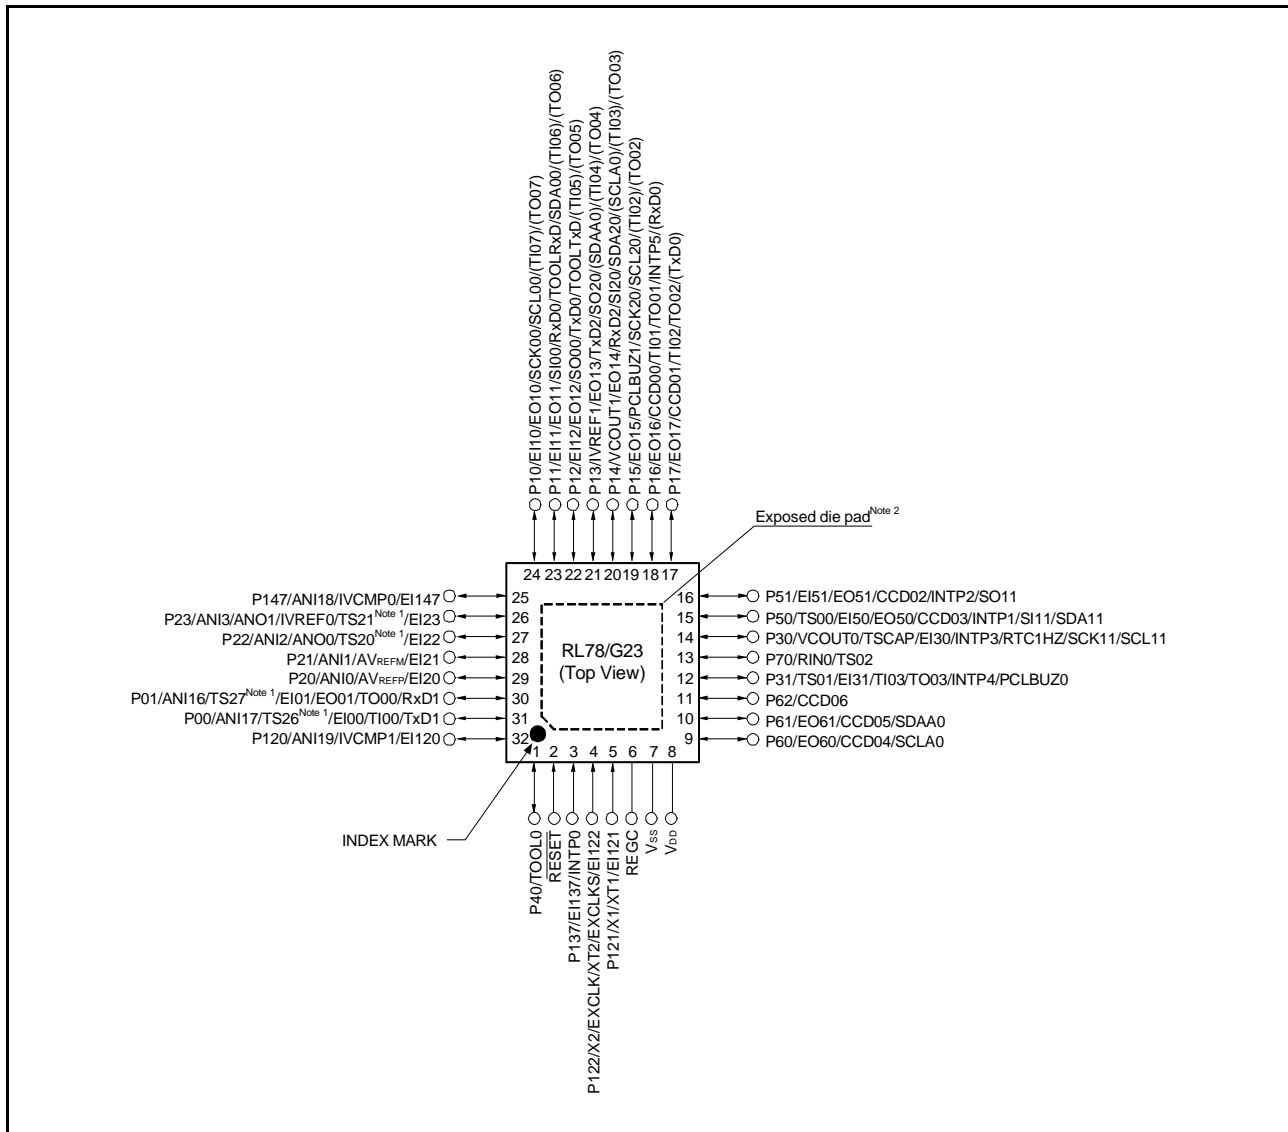 P10/EI10/EO10/SCK00/SCL00/(TI07)/(TO07)
P11/EI11/EO11/SI00/RxD0/TOOLRxD/SDA00/(TI06)/(TO06)
P12/EI12/EO12/SO00/TxD0/TOOLTxD/(TI05)/(TO05)
P13/IVREF1/EO13/TxD2/SO20/(SDAA0)/(TI04)/(TO04)
P14/VCOUT1/EO14/RxD2/SI20/SDA20/(SCLA0)/(TI03)/(TO03)
P15/EO15/PCLBUZ1/SCK20/SCL20/(TI02)/(TO02)
P16/EO16/CCD00/TI01/TO01/INTP5/(RxD0)
P17/EO17/CCD01/TI02/TO02/(TxD0)
Exposed die pad Note 2
24 23 22 21 20 19 18 17
P147/ANI18/IVCMP0/EI147 25
P23/ANI3/ANO1/IVREF0/TS21 Note 1/EI23 26
P22/ANI2/ANO0/TS20 Note 1/EI22 27
P21/ANI1/AVREFM/EI21 28
P20/ANI0/AVREFP/EI20 29
P01/ANI16/TS27 Note 1/EI01/EO01/TO00/RxD1 30
P00/ANI17/TS26 Note 1/EI00/TI00/TxD1 31
P120/ANI19/IVCMP1/EI120 32
RL78/G23
(Top View)
16 P51/EI51/EO51/CCD02/INTP2/SO11
15 P50/TS00/EI50/EO50/CCD03/INTP1/SI11/SDA11
14 P30/VCOUT0/TSCAP/EI30/INTP3/RTC1HZ/SCK11/SCL11
13 P70/RIN0/TS02
12 P31/TS01/EI31/TI03/TO03/INTP4/PCLBUZ0
11 P62/CCD06
10 P61/EO61/CCD05/SDAA0
9 P60/EO60/CCD04/SCLA0
1 2 3 4 5 6 7 8
INDEX MARK
P40/TOOL0
RESET
P137/EI137/INTP0
P122/X2/EXCLK/XT2/EXCLKS/EI122
P121/X1/XT1/EI121
REGC
VSS
VDD